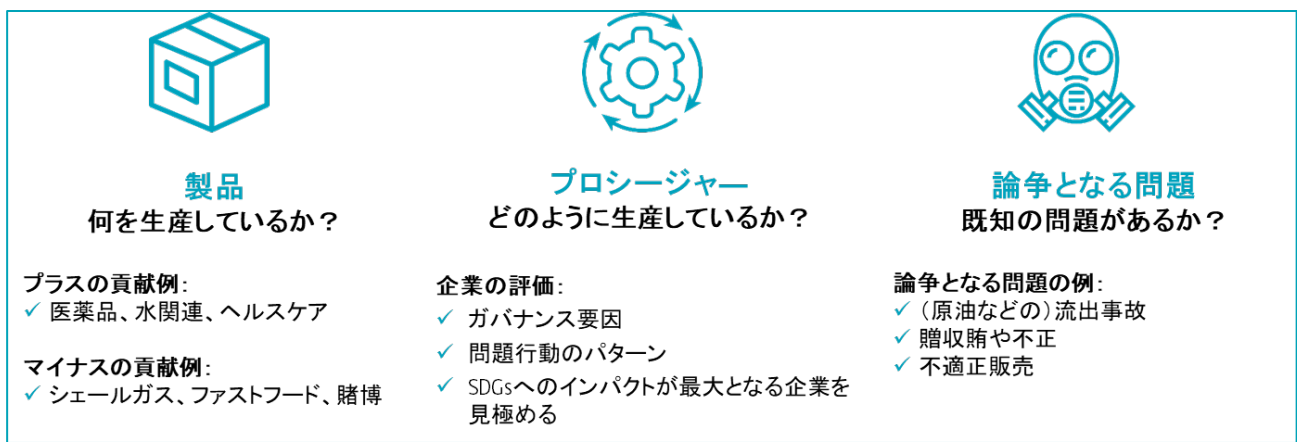 製品
何を生産しているか？
プラスの貢献例：
✓ 医薬品、水関連、ヘルスケア
マイナスの貢献例：
✓ シェールガス、ファストフード、賭博
プロシージャ―
どのように生産しているか？
企業の評価：
✓ ガバナンス要因
✓ 問題行動のパターン
✓ SDGsへのインパクトが最大となる企業を
見極める
論争となる問題
既知の問題があるか？
論争となる問題の例：
✓ （原油などの）流出事故
✓ 贈収賄や不正
✓ 不適正販売